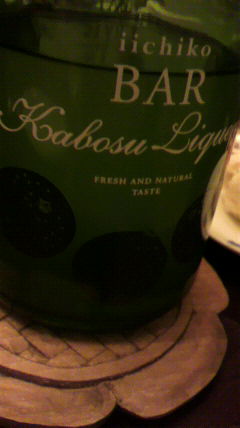 iichiko
BAR
Kabosu Liqu
FRESH AND NATURAL
TASTE